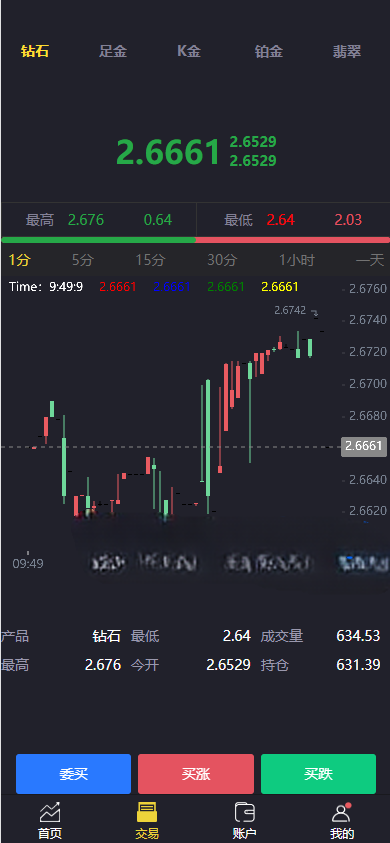 钻石 足金 K金 铂金 翡翠
2.6661 2.6529
2.6529
最高 2.676 0.64 最低 2.64 2.03
1分 5分 15分 30分 1小时 一天
Time: 9:49:9 2.6661 2.6661 2.6661 2.6661
2.6760
2.6742
2.6740
2.6720
2.6700
2.6680
2.6661
2.6640
2.6620
09:49
产品 钻石 最低 2.64 成交量 634.53
最高 2.676 今开 2.6529 持仓 631.39
委买 买涨 买跌
首页 交易 账户 我的